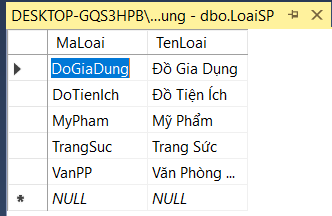 DESKTOP-GQS3HPB\...ung - dbo.LoaiSP
MaLoai TenLoai
DoGiaDung Đồ Gia Dụng
DoTienIch Đồ Tiện Ích
MyPham Mỹ Phẩm
TrangSuc Trang Sức
VanPP Văn Phòng ...
NULL NULL